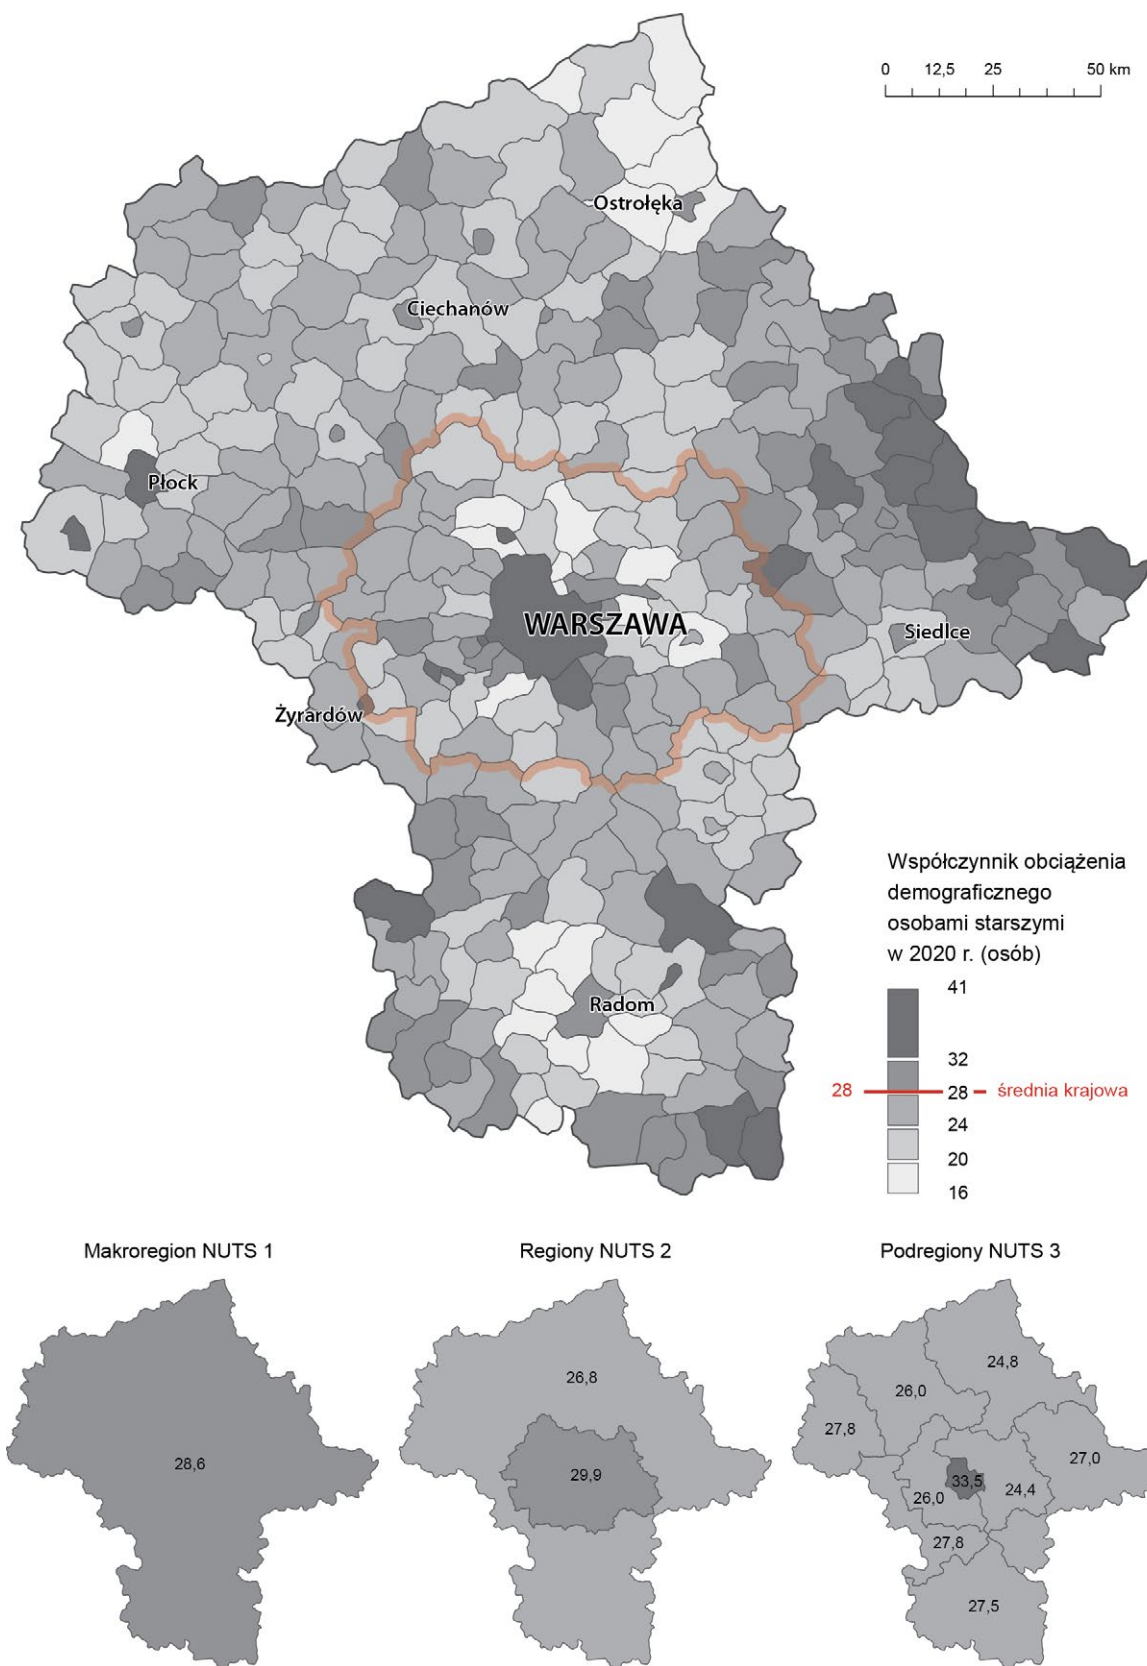 0 12,5 25 50 km
Ostrołęka
Ciechanów
Płock
WARSZAWA
Siedlce
Żyrardów
Radom
Współczynnik obciążenia
demograficznego
osobami starszymi
w 2020 r. (osób)
41
32
28 28 średnia krajowa
24
20
16
Makroregion NUTS 1
Regiony NUTS 2
Podregiony NUTS 3
28,6
26,8
29,9
24,8
26,0
27,8
27,0
33,5
26,0 24,4
27,8
27,5